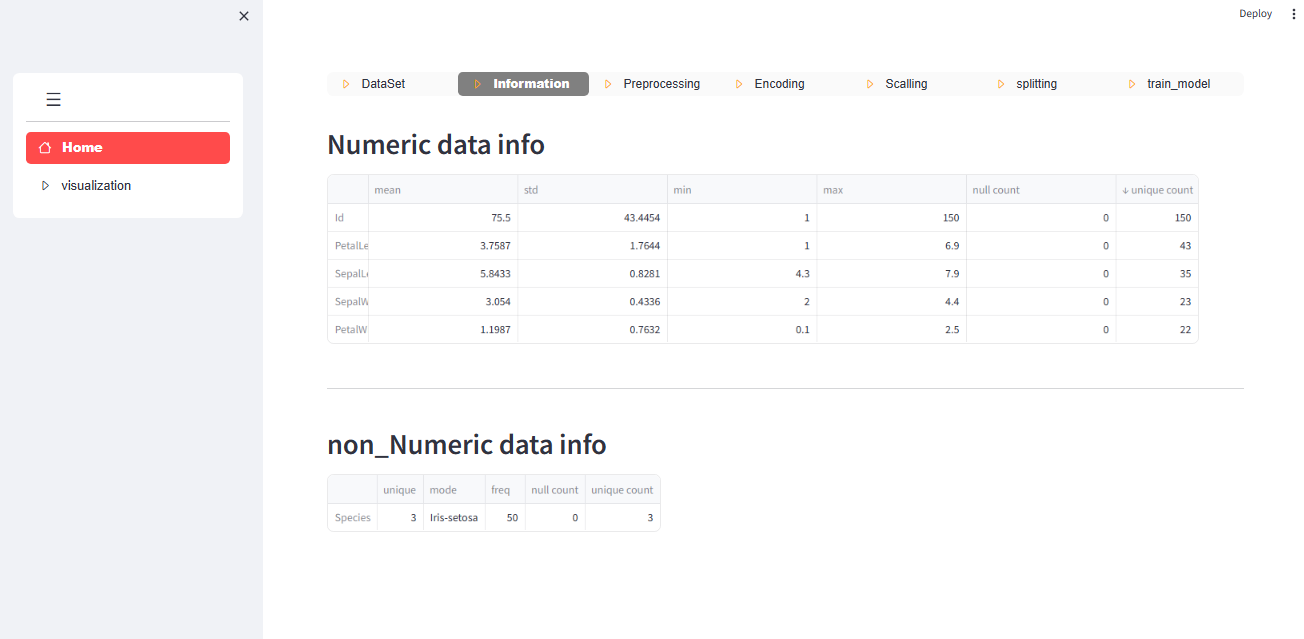 Deploy
Home
visualization
DataSet Information Preprocessing Encoding Scalling splitting train_model
Numeric data info
mean std min max null count ↓ unique count
Id 75.5 43.4454 1 150 0 150
PetalLe 3.7587 1.7644 1 6.9 0 43
SepalLe 5.8433 0.8281 4.3 7.9 0 35
SepalW 3.054 0.4336 2 4.4 0 23
PetalW 1.1987 0.7632 0.1 2.5 0 22
non_Numeric data info
unique mode freq null count unique count
Species 3 Iris-setosa 50 0 3